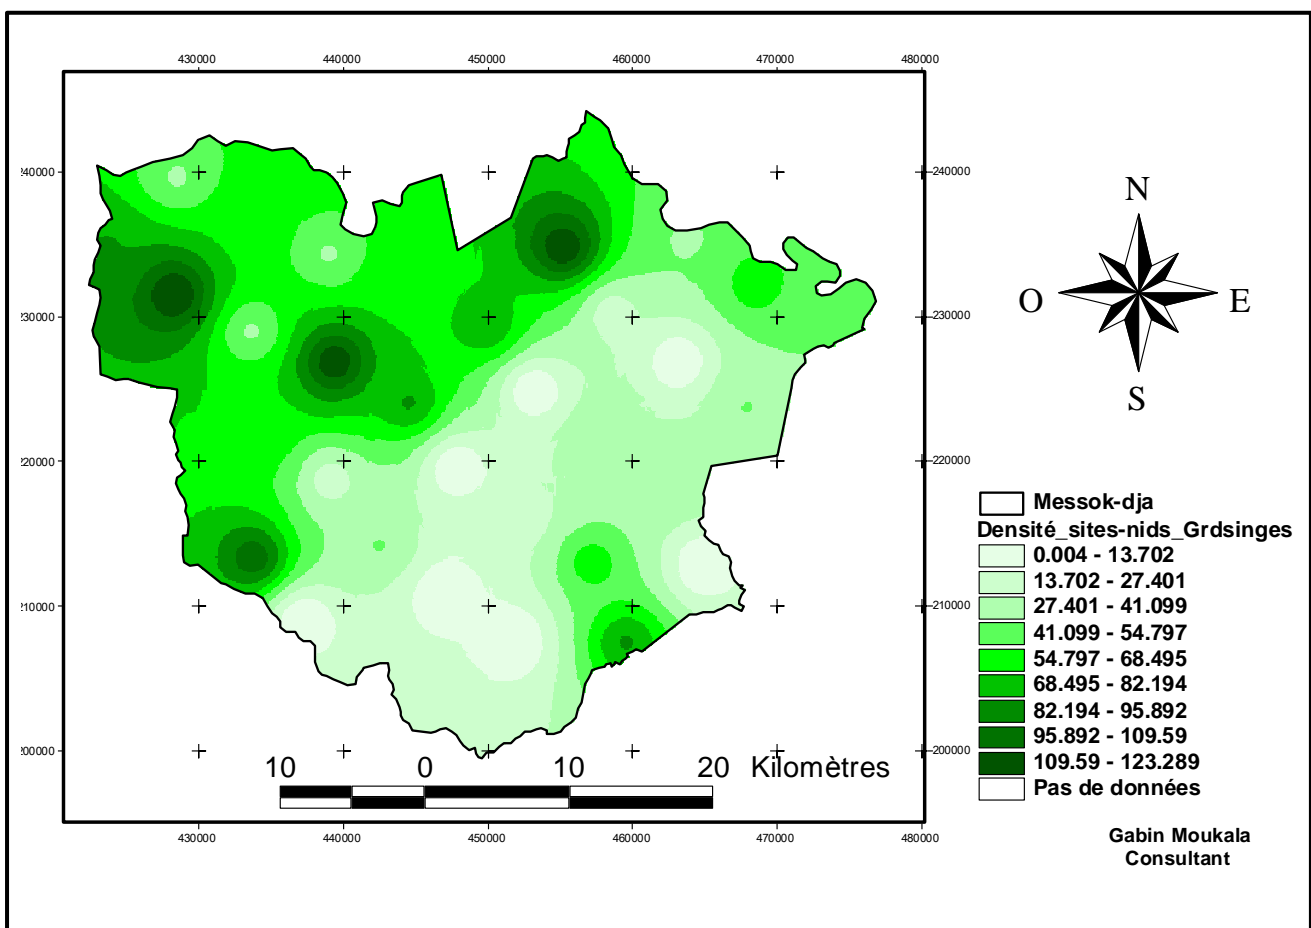 430000 440000 450000 460000 470000 480000
240000 240000
230000 230000
220000 220000
210000 210000
200000 200000
10 0 10 20 Kilomètres
430000 440000 450000 460000 470000 480000
N
O E
S
Messok-dja
Densité_sites-nids_Grdsinges
0.004 - 13.702
13.702 - 27.401
27.401 - 41.099
41.099 - 54.797
54.797 - 68.495
68.495 - 82.194
82.194 - 95.892
95.892 - 109.59
109.59 - 123.289
Pas de données
Gabin Moukala
Consultant